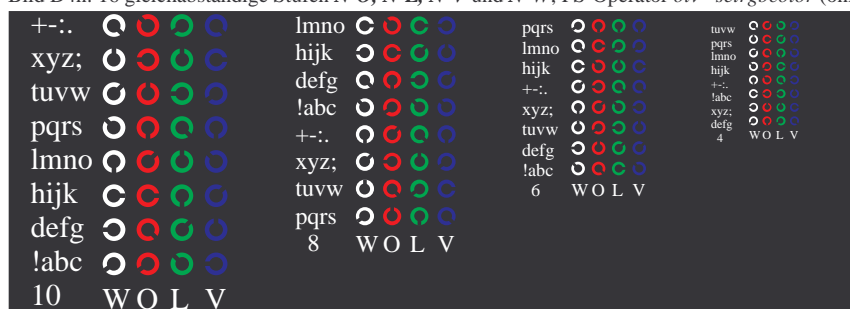 +-:.
xyz;
tuvw
pqrs
lmno
hijk
defg
!abc
10 W O L V
lmno
hijk
defg
!abc
+-:.
xyz;
tuvw
pqrs
8 W O L V
pqrs
lmno
hijk
+-:.
xyz;
tuvw
defg
!abc
6 W O L V
tuvw
pqrs
lmno
hijk
+-:.
!abc
xyz;
defg
4 W O L V